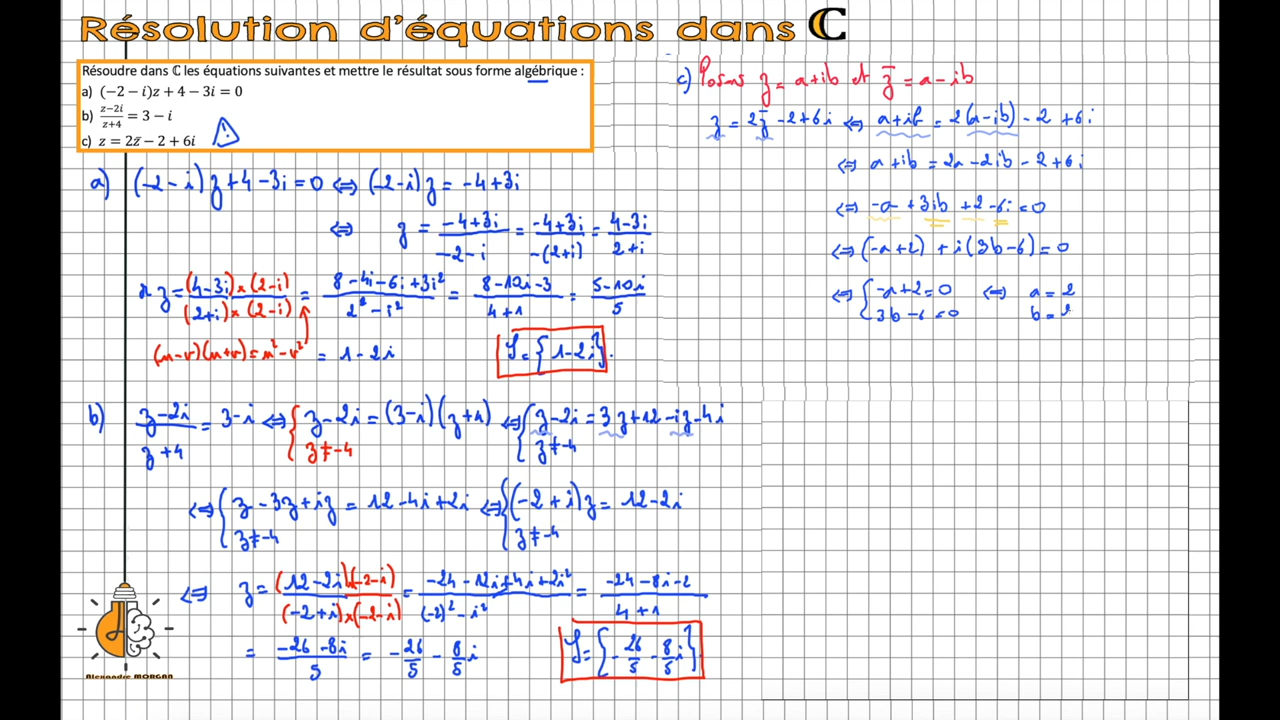 Résolution d'équations dans ℂ
Résoudre dans ℂ les équations suivantes et mettre le résultat sous forme algébrique :
a) (−2 − i)z + 4 − 3i = 0
b) (z−2i)/(z+4) = 3 − i
c) z = 2z̄ − 2 + 6i
a) (-2-i)z+4-3i=0 ⇔ (-2-i)z = -4+3i
⇔ z = (-4+3i)/(-2-i) = (-4+3i)/(-(2+i)) = (4-3i)/(2+i)
z = ((4-3i)×(2-i))/((2+i)×(2-i)) = (8-4i-6i+3i²)/(2²-i²) = (8-10i-3)/(4+1) = (5-10i)/5
(u-v)(u+v)=u²-v² = 1-2i S={1-2i}.
b) (z-2i)/(z+4) = 3-i ⇔ { z-2i=(3-i)(z+4) ⇔ { z-2i=3z+12-iz-4i
z≠-4 z≠-4
⇔ { z-3z+iz = 12-4i+2i ⇔ { (-2+i)z = 12-2i
z≠-4 z≠-4
⇔ z = ((12-2i)×(-2-i))/((-2+i)×(-2-i)) = (-24-12i+4i+2i²)/((-2)²-i²) = (-24-8i-2)/(4+1)
= (-26-8i)/5 = -26/5 - 8/5 i S={-26/5 - 8/5 i}.
c) Posons z=a+ib et z̄=a-ib
z=2z̄-2+6i ⇔ a+ib=2(a-ib)-2+6i
⇔ a+ib=2a-2ib-2+6i
⇔ -a+3ib+2-6i=0
⇔ (-a+2)+i(3b-6)=0
⇔ { -a+2=0 ⇔ a=2
3b-6=0 b=
Alexandre MORGAN